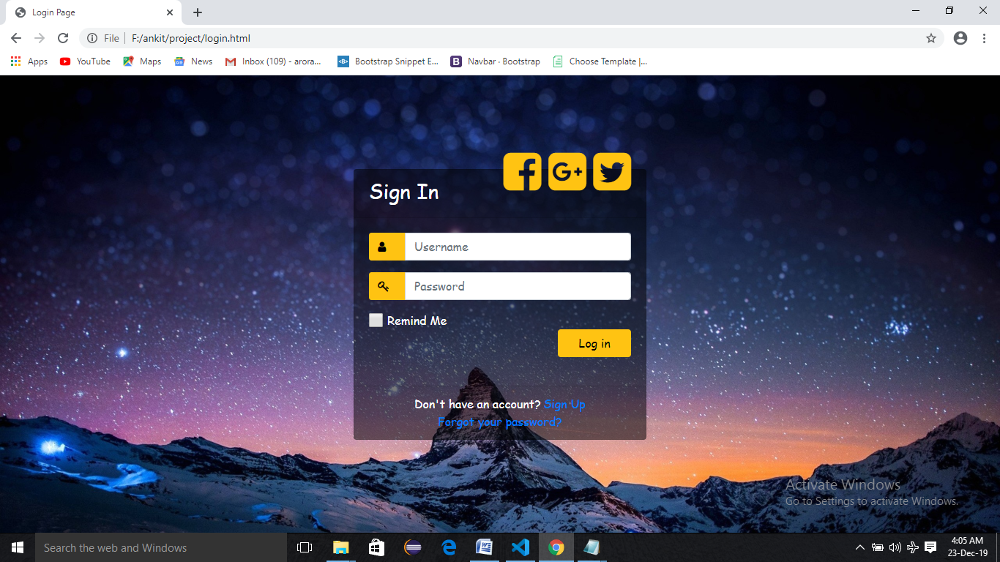 Login Page
File
F:/ankit/project/login.html
Apps YouTube Maps News Inbox (109) - arora... Bootstrap Snippet E... Navbar · Bootstrap Choose Template |...
Sign In
Username
Password
Remind Me
Log in
Don't have an account? Sign Up
Forgot your password?
Activate Windows
Go to Settings to activate Windows.
Search the web and Windows
4:05 AM
23-Dec-19